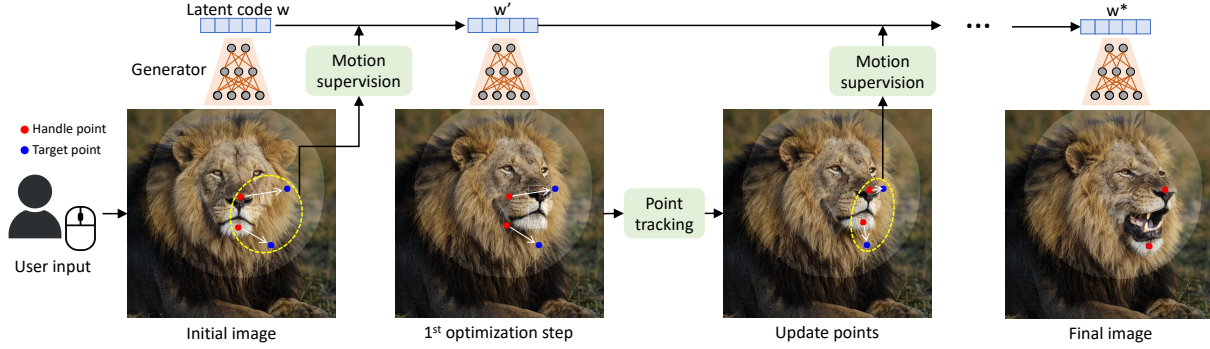 Latent code w
w’
w*
Generator
Motion
supervision
Motion
supervision
Handle point
Target point
User input
Point
tracking
Initial image
1st optimization step
Update points
Final image